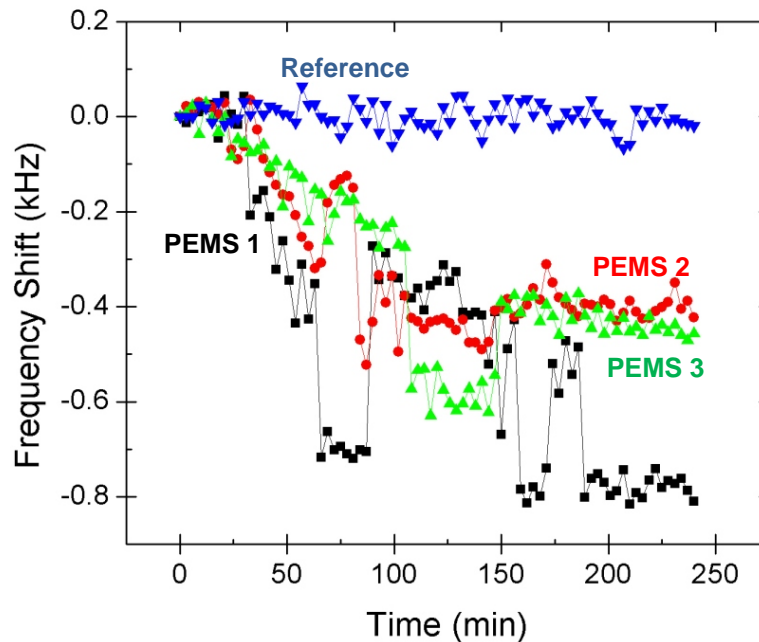 0.2
0.0
-0.2
-0.4
-0.6
-0.8
Frequency Shift (kHz)
Reference
PEMS 1
PEMS 2
PEMS 3
0 50 100 150 200 250
Time (min)